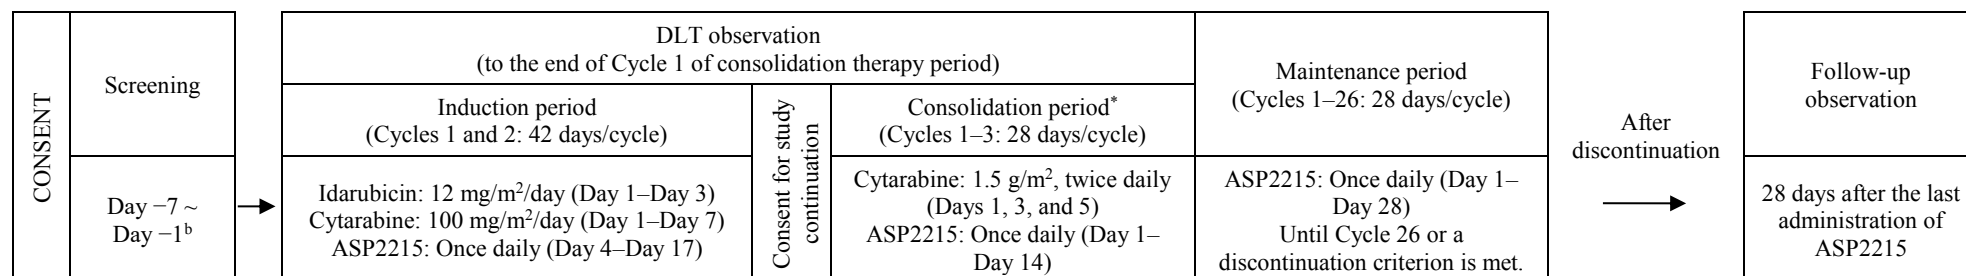 CONSENT
Screening
Day −7 ~
Day −1ᵇ
DLT observation
(to the end of Cycle 1 of consolidation therapy period)
Induction period
(Cycles 1 and 2: 42 days/cycle)
Idarubicin: 12 mg/m²/day (Day 1–Day 3)
Cytarabine: 100 mg/m²/day (Day 1–Day 7)
ASP2215: Once daily (Day 4–Day 17)
Consent for study
continuation
Consolidation period*
(Cycles 1–3: 28 days/cycle)
Cytarabine: 1.5 g/m², twice daily
(Days 1, 3, and 5)
ASP2215: Once daily (Day 1–
Day 14)
Maintenance period
(Cycles 1–26: 28 days/cycle)
ASP2215: Once daily (Day 1–
Day 28)
Until Cycle 26 or a
discontinuation criterion is met.
After
discontinuation
Follow-up
observation
28 days after the last
administration of
ASP2215